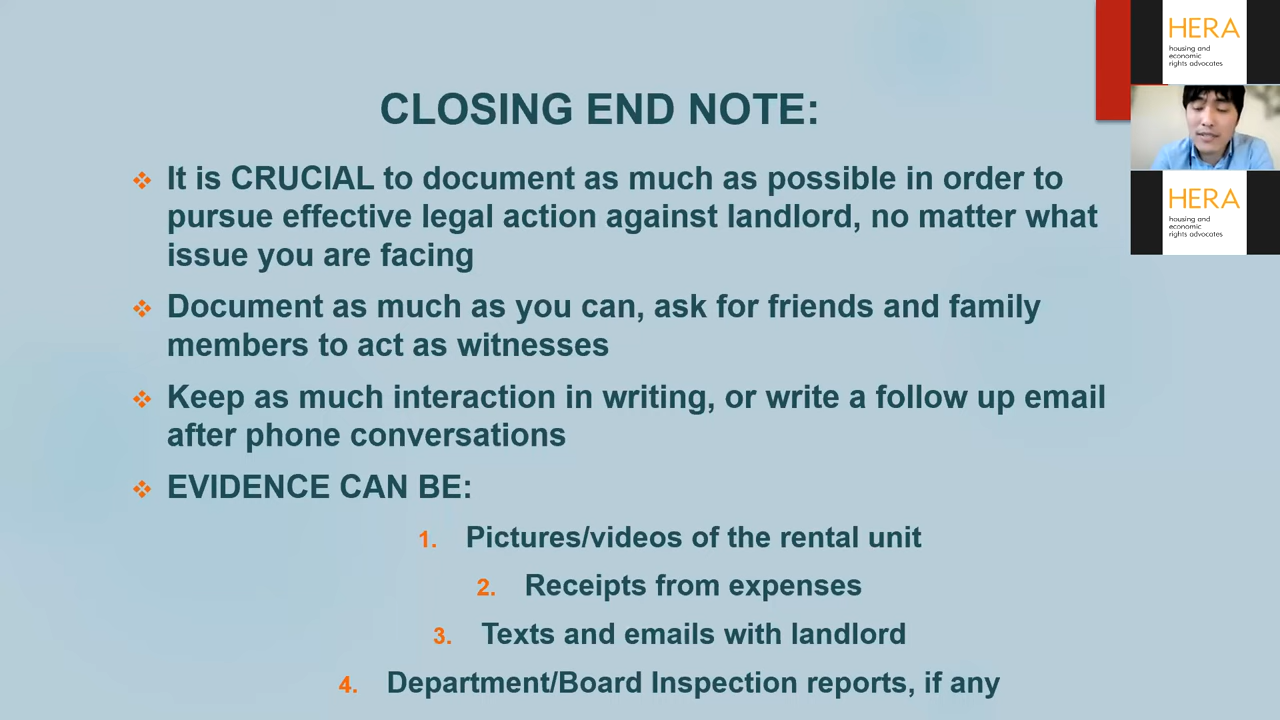 CLOSING END NOTE:
❖ It is CRUCIAL to document as much as possible in order to
pursue effective legal action against landlord, no matter what
issue you are facing
❖ Document as much as you can, ask for friends and family
members to act as witnesses
❖ Keep as much interaction in writing, or write a follow up email
after phone conversations
❖ EVIDENCE CAN BE:
1. Pictures/videos of the rental unit
2. Receipts from expenses
3. Texts and emails with landlord
4. Department/Board Inspection reports, if any
HERA
housing and
economic
rights advocates
HERA
housing and
economic
rights advocates